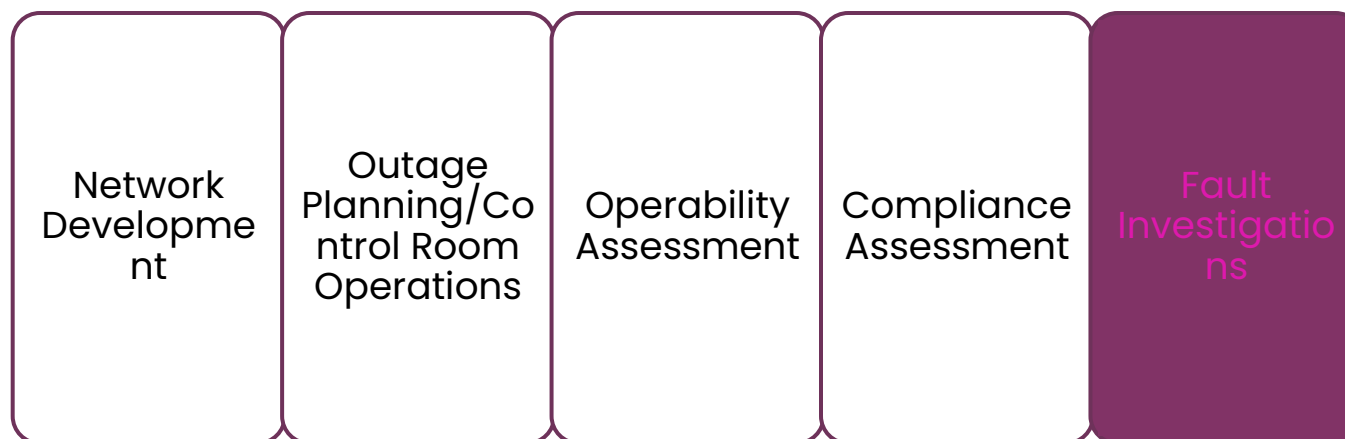 Network
Developme
nt
Outage
Planning/Co
ntrol Room
Operations
Operability
Assessment
Compliance
Assessment
Fault
Investigatio
ns